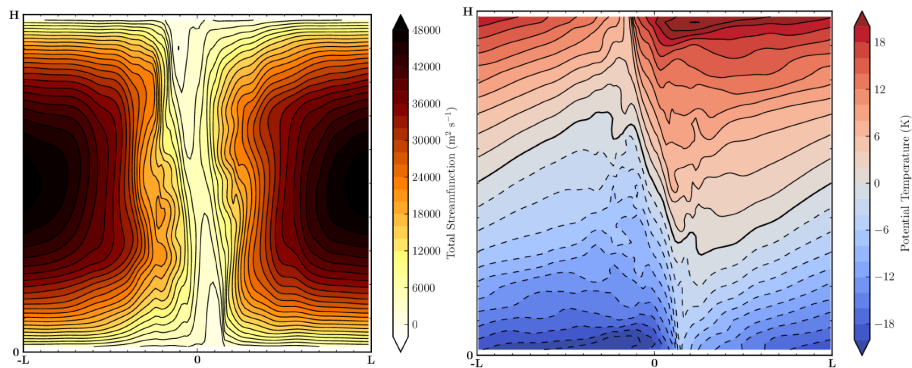 H
0
-L
0
L
48000
42000
36000
30000
24000
18000
12000
6000
0
Total Streamfunction (m² s⁻¹)
H
0
-L
0
L
18
12
6
0
−6
−12
−18
Potential Temperature (K)